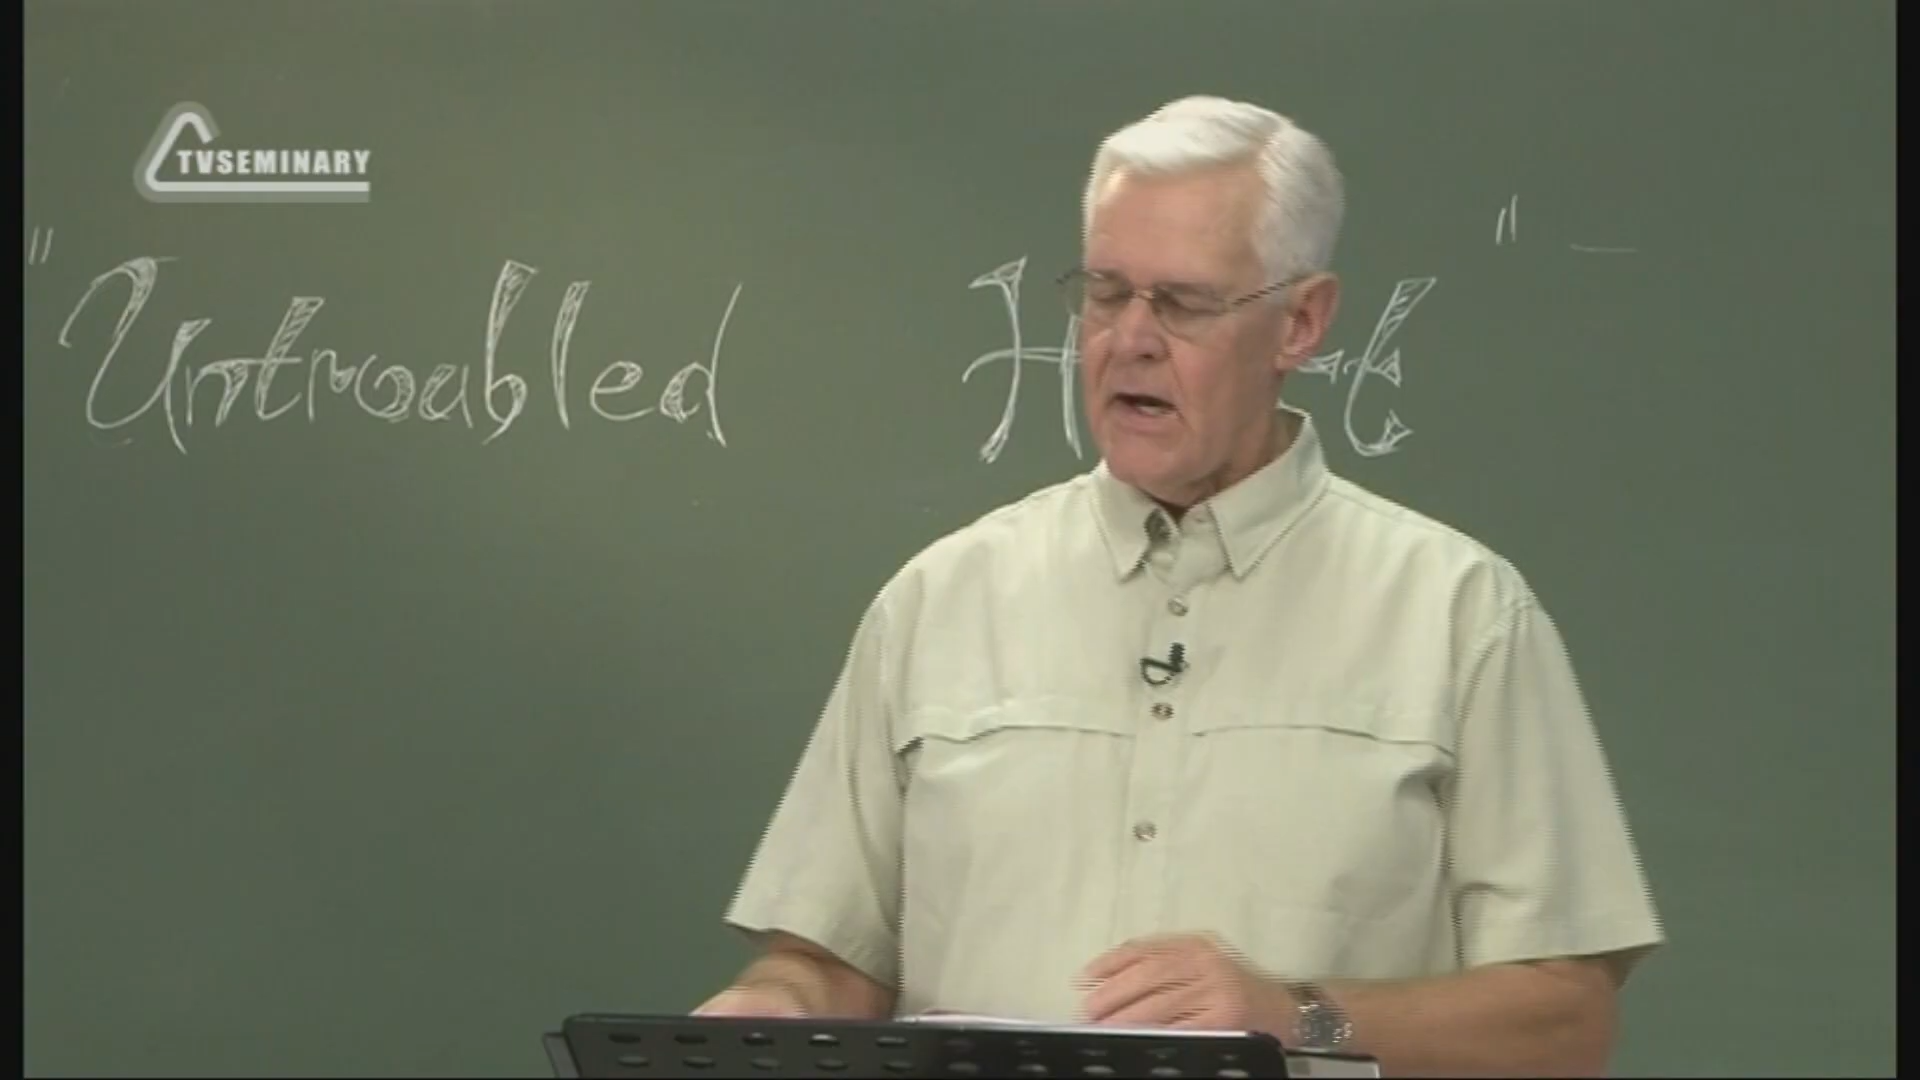 TVSEMINARY
"Untroubled H t" —